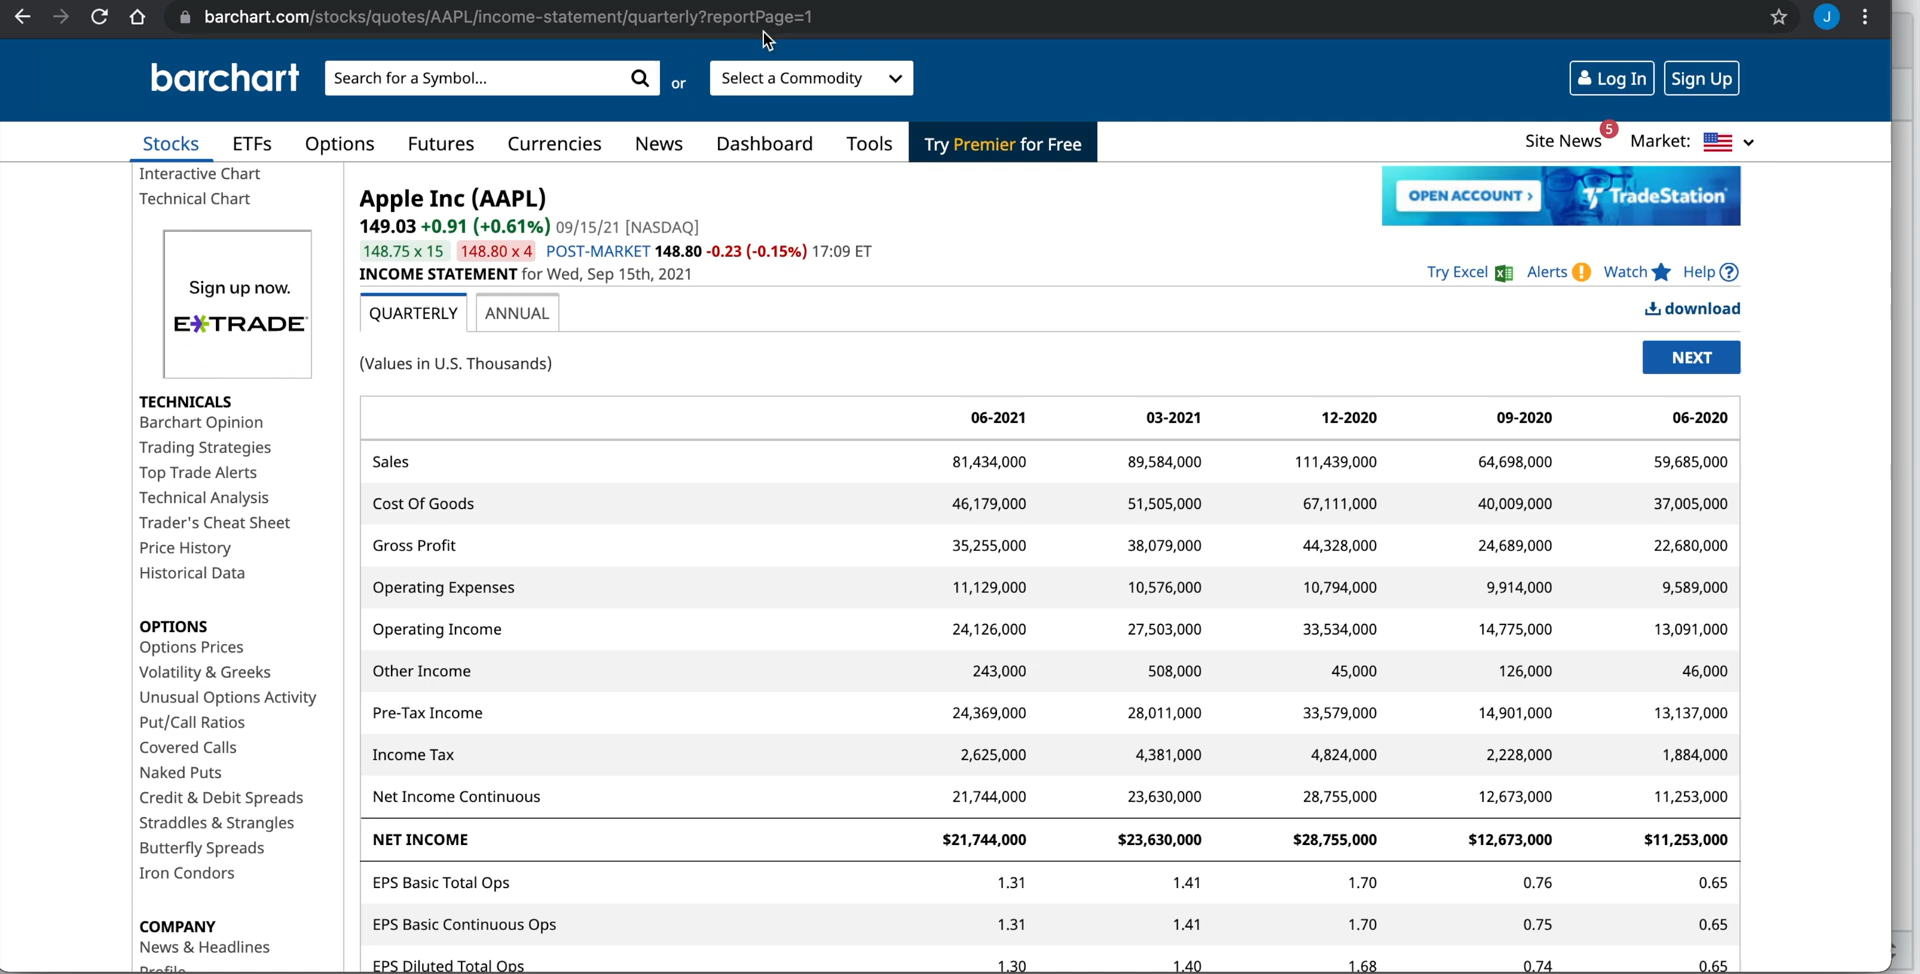 barchart.com/stocks/quotes/AAPL/income-statement/quarterly?reportPage=1
J
barchart
Search for a Symbol...
or
Select a Commodity
Log In
Sign Up
Stocks ETFs Options Futures Currencies News Dashboard Tools Try Premier for Free
Site News 5 Market:
Interactive Chart
Technical Chart
Sign up now.
E*TRADE
TECHNICALS
Barchart Opinion
Trading Strategies
Top Trade Alerts
Technical Analysis
Trader's Cheat Sheet
Price History
Historical Data
OPTIONS
Options Prices
Volatility & Greeks
Unusual Options Activity
Put/Call Ratios
Covered Calls
Naked Puts
Credit & Debit Spreads
Straddles & Strangles
Butterfly Spreads
Iron Condors
COMPANY
News & Headlines
Profile
Apple Inc (AAPL)
149.03 +0.91 (+0.61%) 09/15/21 [NASDAQ]
148.75 x 15 148.80 x 4 POST-MARKET 148.80 -0.23 (-0.15%) 17:09 ET
INCOME STATEMENT for Wed, Sep 15th, 2021
OPEN ACCOUNT > TradeStation
Try Excel Alerts ! Watch Help ?
QUARTERLY ANNUAL
download
(Values in U.S. Thousands)
NEXT
06-2021 03-2021 12-2020 09-2020 06-2020
Sales 81,434,000 89,584,000 111,439,000 64,698,000 59,685,000
Cost Of Goods 46,179,000 51,505,000 67,111,000 40,009,000 37,005,000
Gross Profit 35,255,000 38,079,000 44,328,000 24,689,000 22,680,000
Operating Expenses 11,129,000 10,576,000 10,794,000 9,914,000 9,589,000
Operating Income 24,126,000 27,503,000 33,534,000 14,775,000 13,091,000
Other Income 243,000 508,000 45,000 126,000 46,000
Pre-Tax Income 24,369,000 28,011,000 33,579,000 14,901,000 13,137,000
Income Tax 2,625,000 4,381,000 4,824,000 2,228,000 1,884,000
Net Income Continuous 21,744,000 23,630,000 28,755,000 12,673,000 11,253,000
NET INCOME $21,744,000 $23,630,000 $28,755,000 $12,673,000 $11,253,000
EPS Basic Total Ops 1.31 1.41 1.70 0.76 0.65
EPS Basic Continuous Ops 1.31 1.41 1.70 0.75 0.65
EPS Diluted Total Ops 1.30 1.40 1.68 0.74 0.65